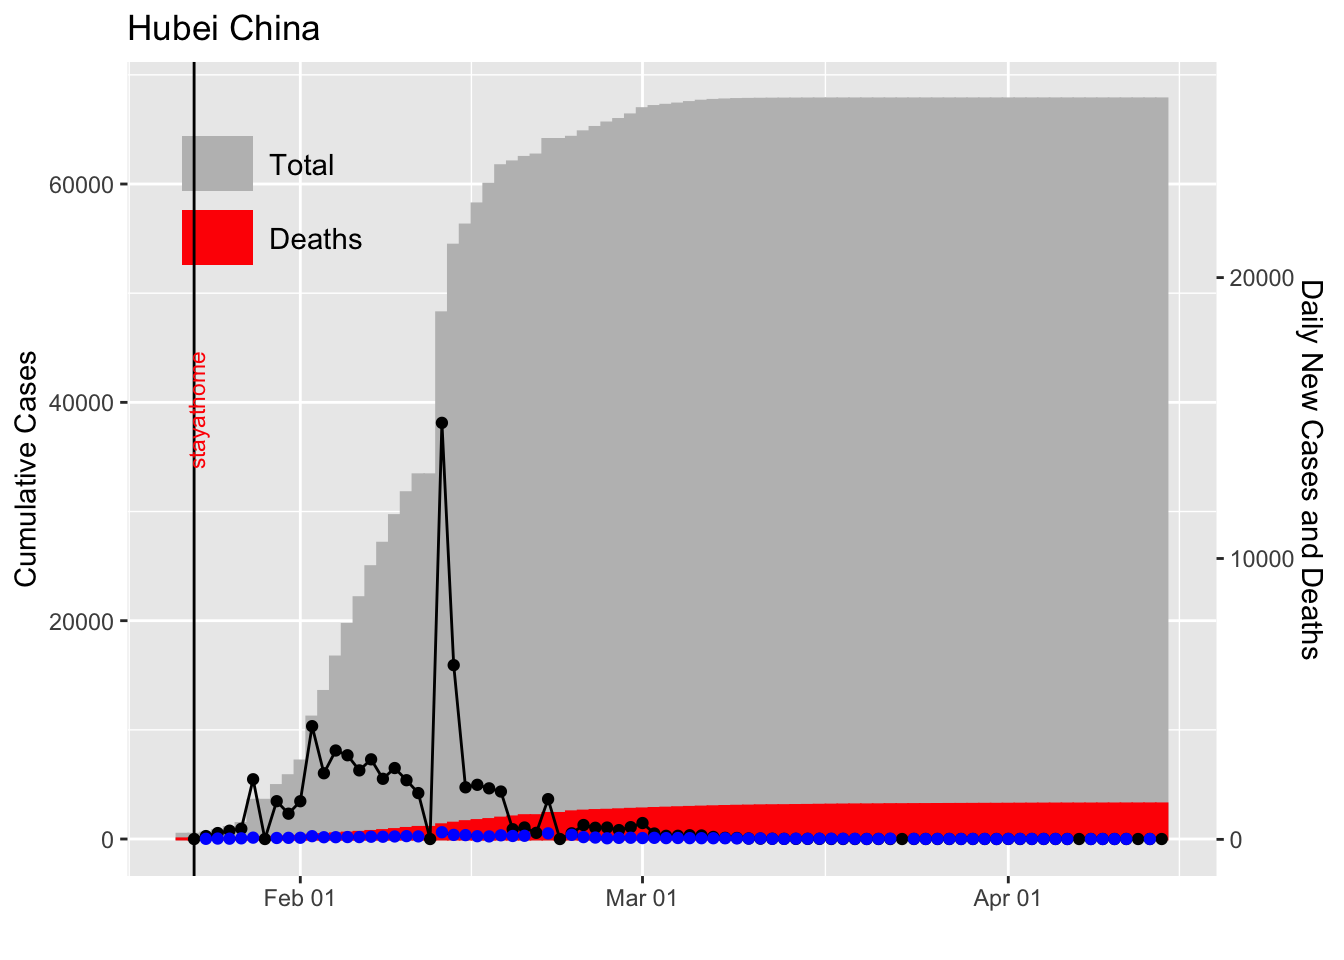 Hubei China
Total
Deaths
stayathome
Cumulative Cases
60000
40000
20000
0
20000
10000
0
Daily New Cases and Deaths
Feb 01
Mar 01
Apr 01